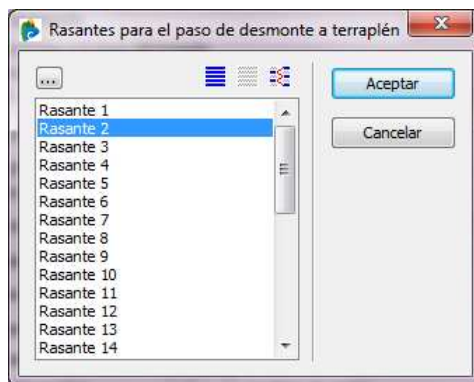 Rasantes para el paso de desmonte a terraplén
...
Aceptar
Cancelar
Rasante 1
Rasante 2
Rasante 3
Rasante 4
Rasante 5
Rasante 6
Rasante 7
Rasante 8
Rasante 9
Rasante 10
Rasante 11
Rasante 12
Rasante 13
Rasante 14